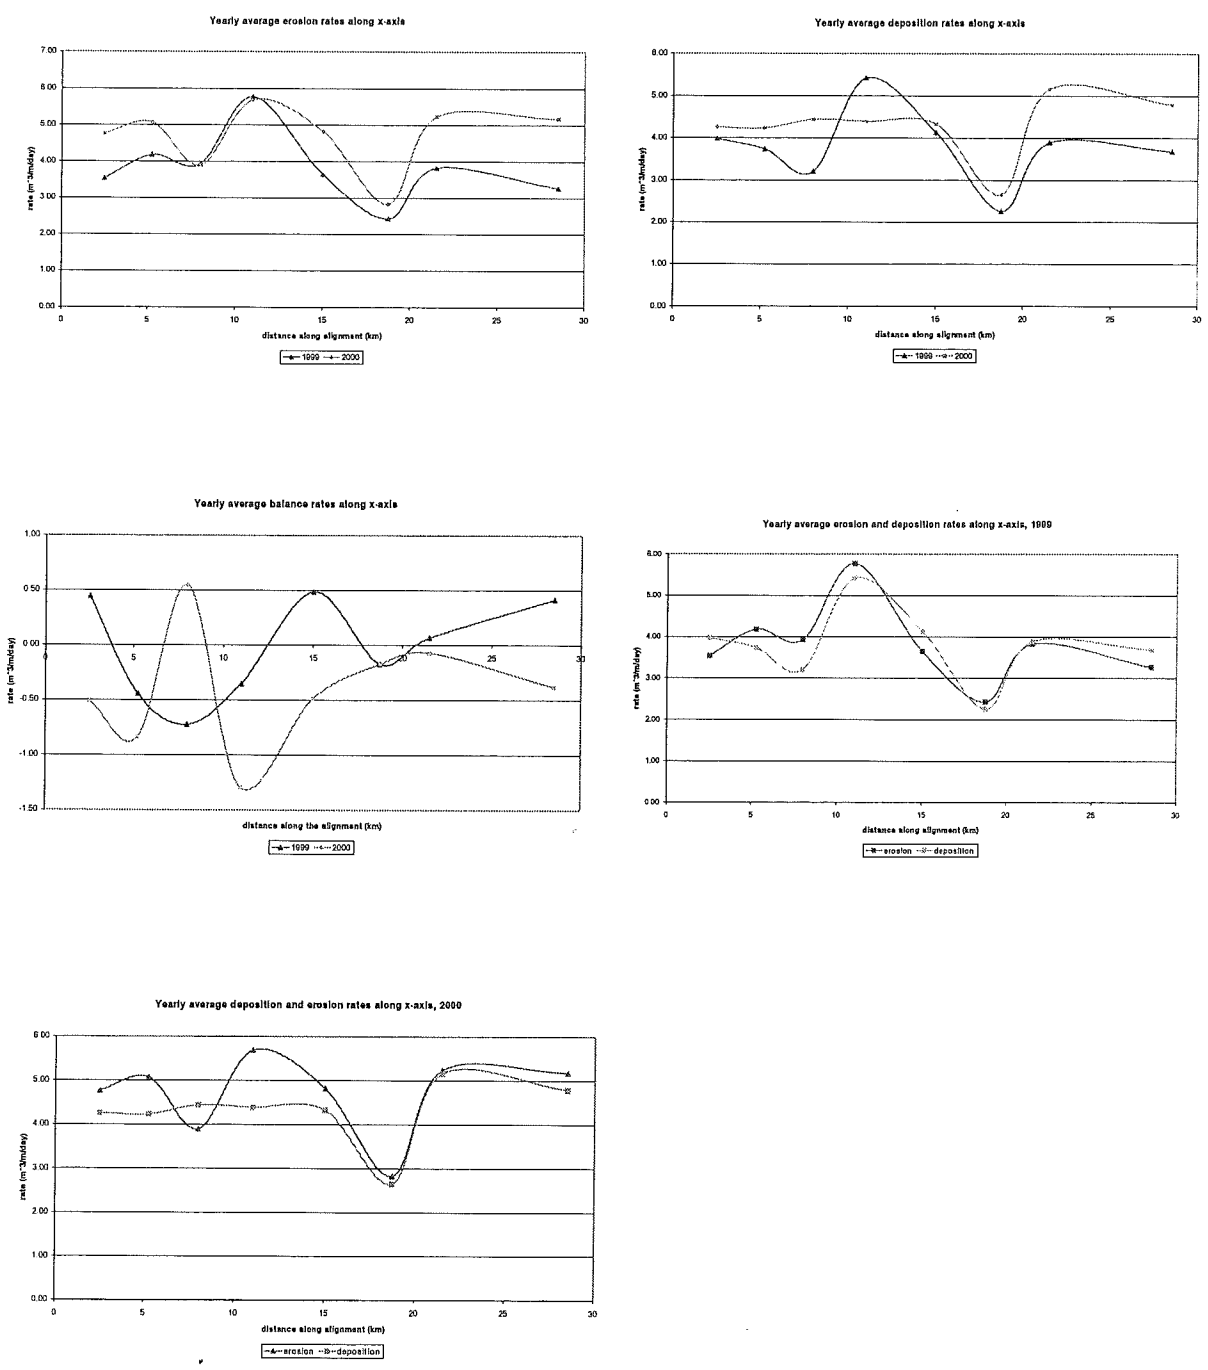 Yearly average erosion rates along x-axis
7.00
6.00
5.00
4.00
3.00
2.00
1.00
0.00
rate (m^3/m/day)
0 5 10 15 20 25 30
distance along alignment (km)
1999 2000
Yearly average deposition rates along x-axis
6.00
5.00
4.00
3.00
2.00
1.00
0.00
rate (m^3/m/day)
0 5 10 15 20 25 30
distance along alignment (km)
1999 2000
Yearly average balance rates along x-axis
1.00
0.50
0.00
-0.50
-1.00
-1.50
rate (m^3/m/day)
0 5 10 15 20 25 30
distance along the alignment (km)
1999 2000
Yearly average erosion and deposition rates along x-axis, 1999
6.00
5.00
4.00
3.00
2.00
1.00
0.00
rate (m^3/m/day)
0 5 10 15 20 25 30
distance along alignment (km)
erosion deposition
Yearly average deposition and erosion rates along x-axis, 2000
6.00
5.00
4.00
3.00
2.00
1.00
0.00
rate (m^3/m/day)
0 5 10 15 20 25 30
distance along alignment (km)
erosion deposition